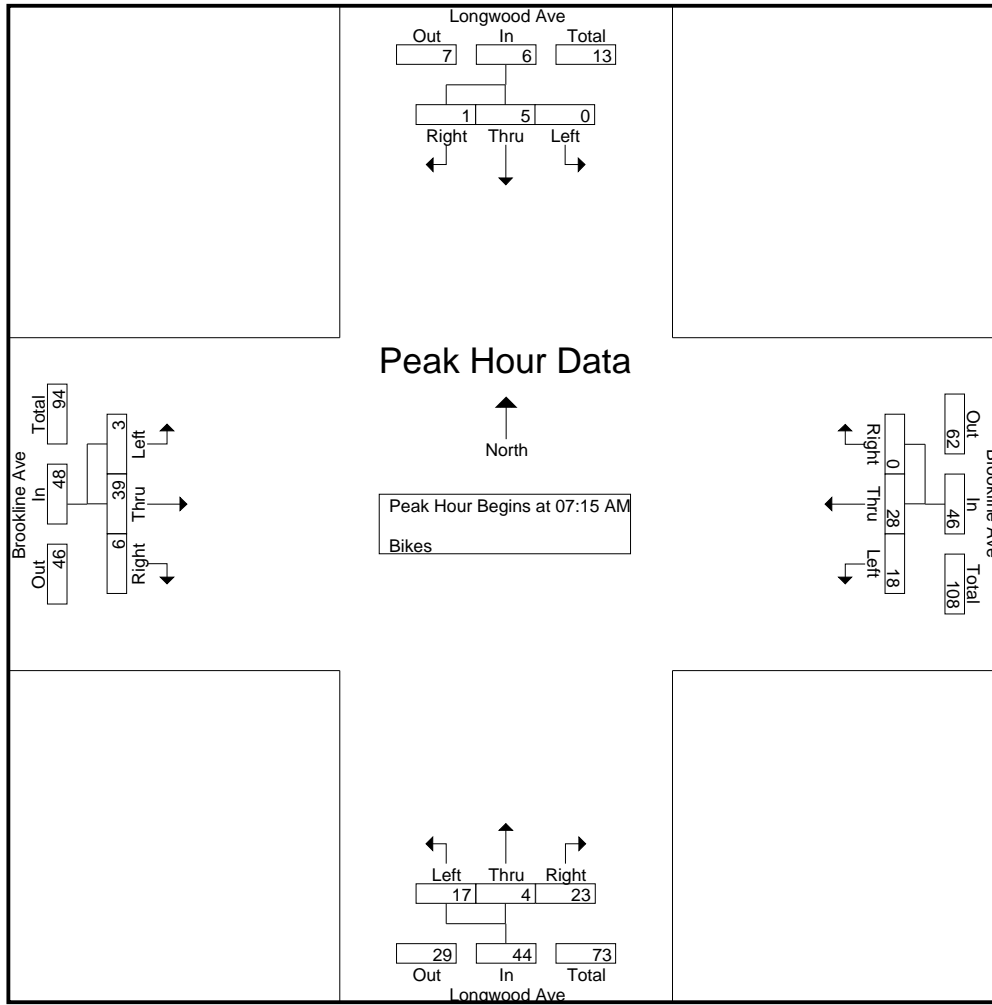 Longwood Ave
Out In Total
7 6 13
1 5 0
Right Thru Left
Peak Hour Data
North
Peak Hour Begins at 07:15 AM
Bikes
Brookline Ave
Total In Out
94 48 46
3 39 6
Left Thru Right
Brookline Ave
Out In Total
62 46 108
0 28 18
Right Thru Left
Left Thru Right
17 4 23
29 44 73
Out In Total
Longwood Ave